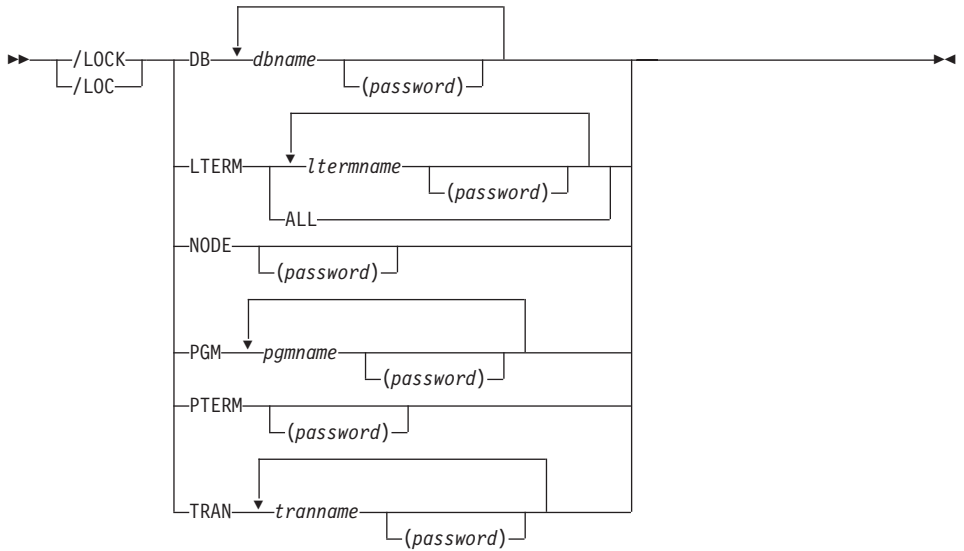 /LOCK DB dbname
/LOC (password)
LTERM ltermname
(password)
ALL
NODE
(password)
PGM pgmname
(password)
PTERM
(password)
TRAN tranname
(password)